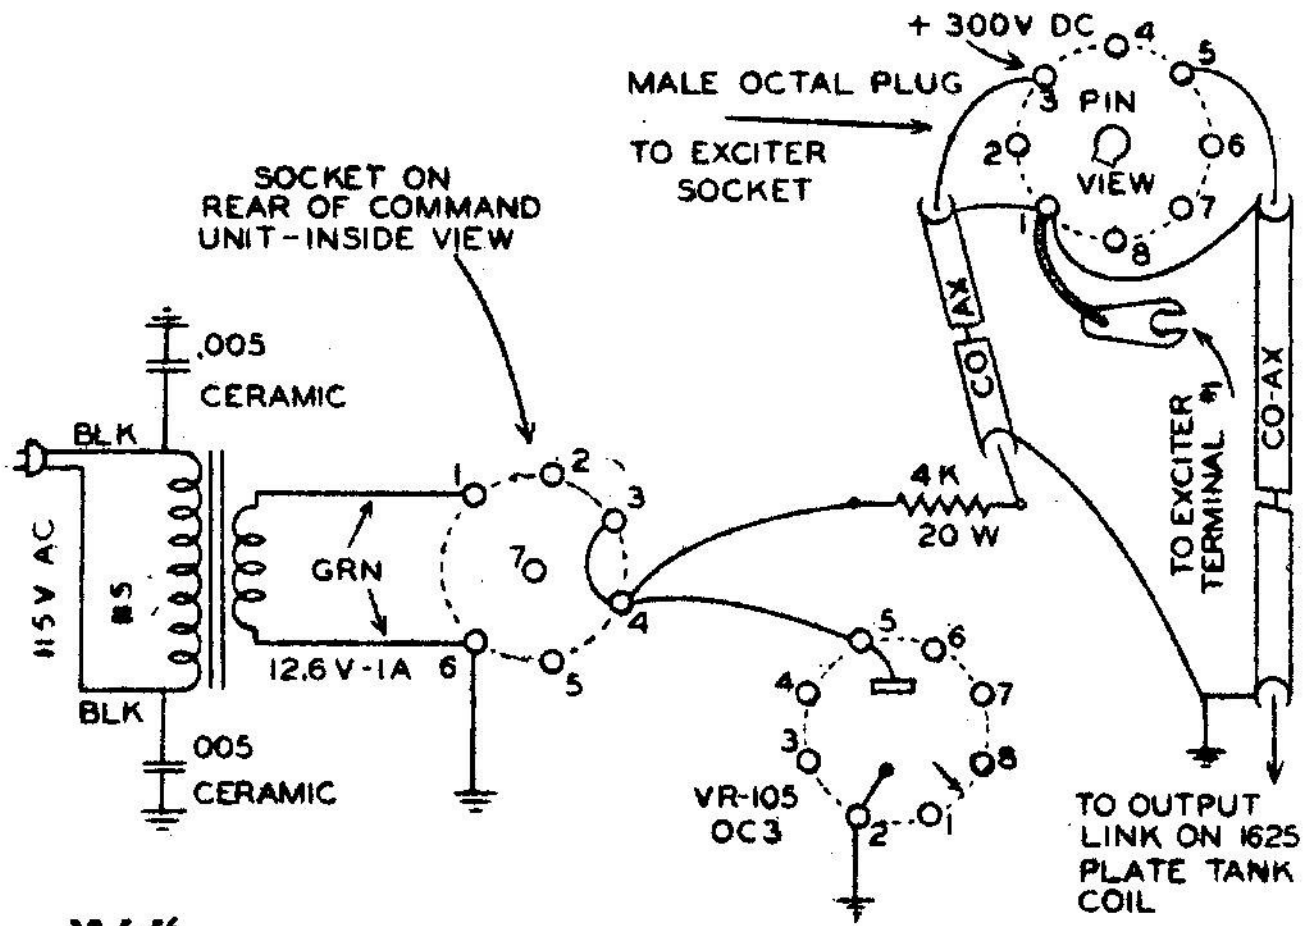 + 300V DC
MALE OCTAL PLUG
TO EXCITER
SOCKET
4
5
3
PIN
2
6
VIEW
1
7
8
SOCKET ON
REAR OF COMMAND
UNIT-INSIDE VIEW
.005
CERAMIC
AX
CO
CO-AX
TO EXCITER
TERMINAL #1
BLK
115V AC
GRN
12.6V-1A
BLK
005
CERAMIC
1
2
3
7
4
6
5
4K
20 W
5
6
4
7
3
8
2
1
VR-105
OC3
TO OUTPUT
LINK ON 1625
PLATE TANK
COIL